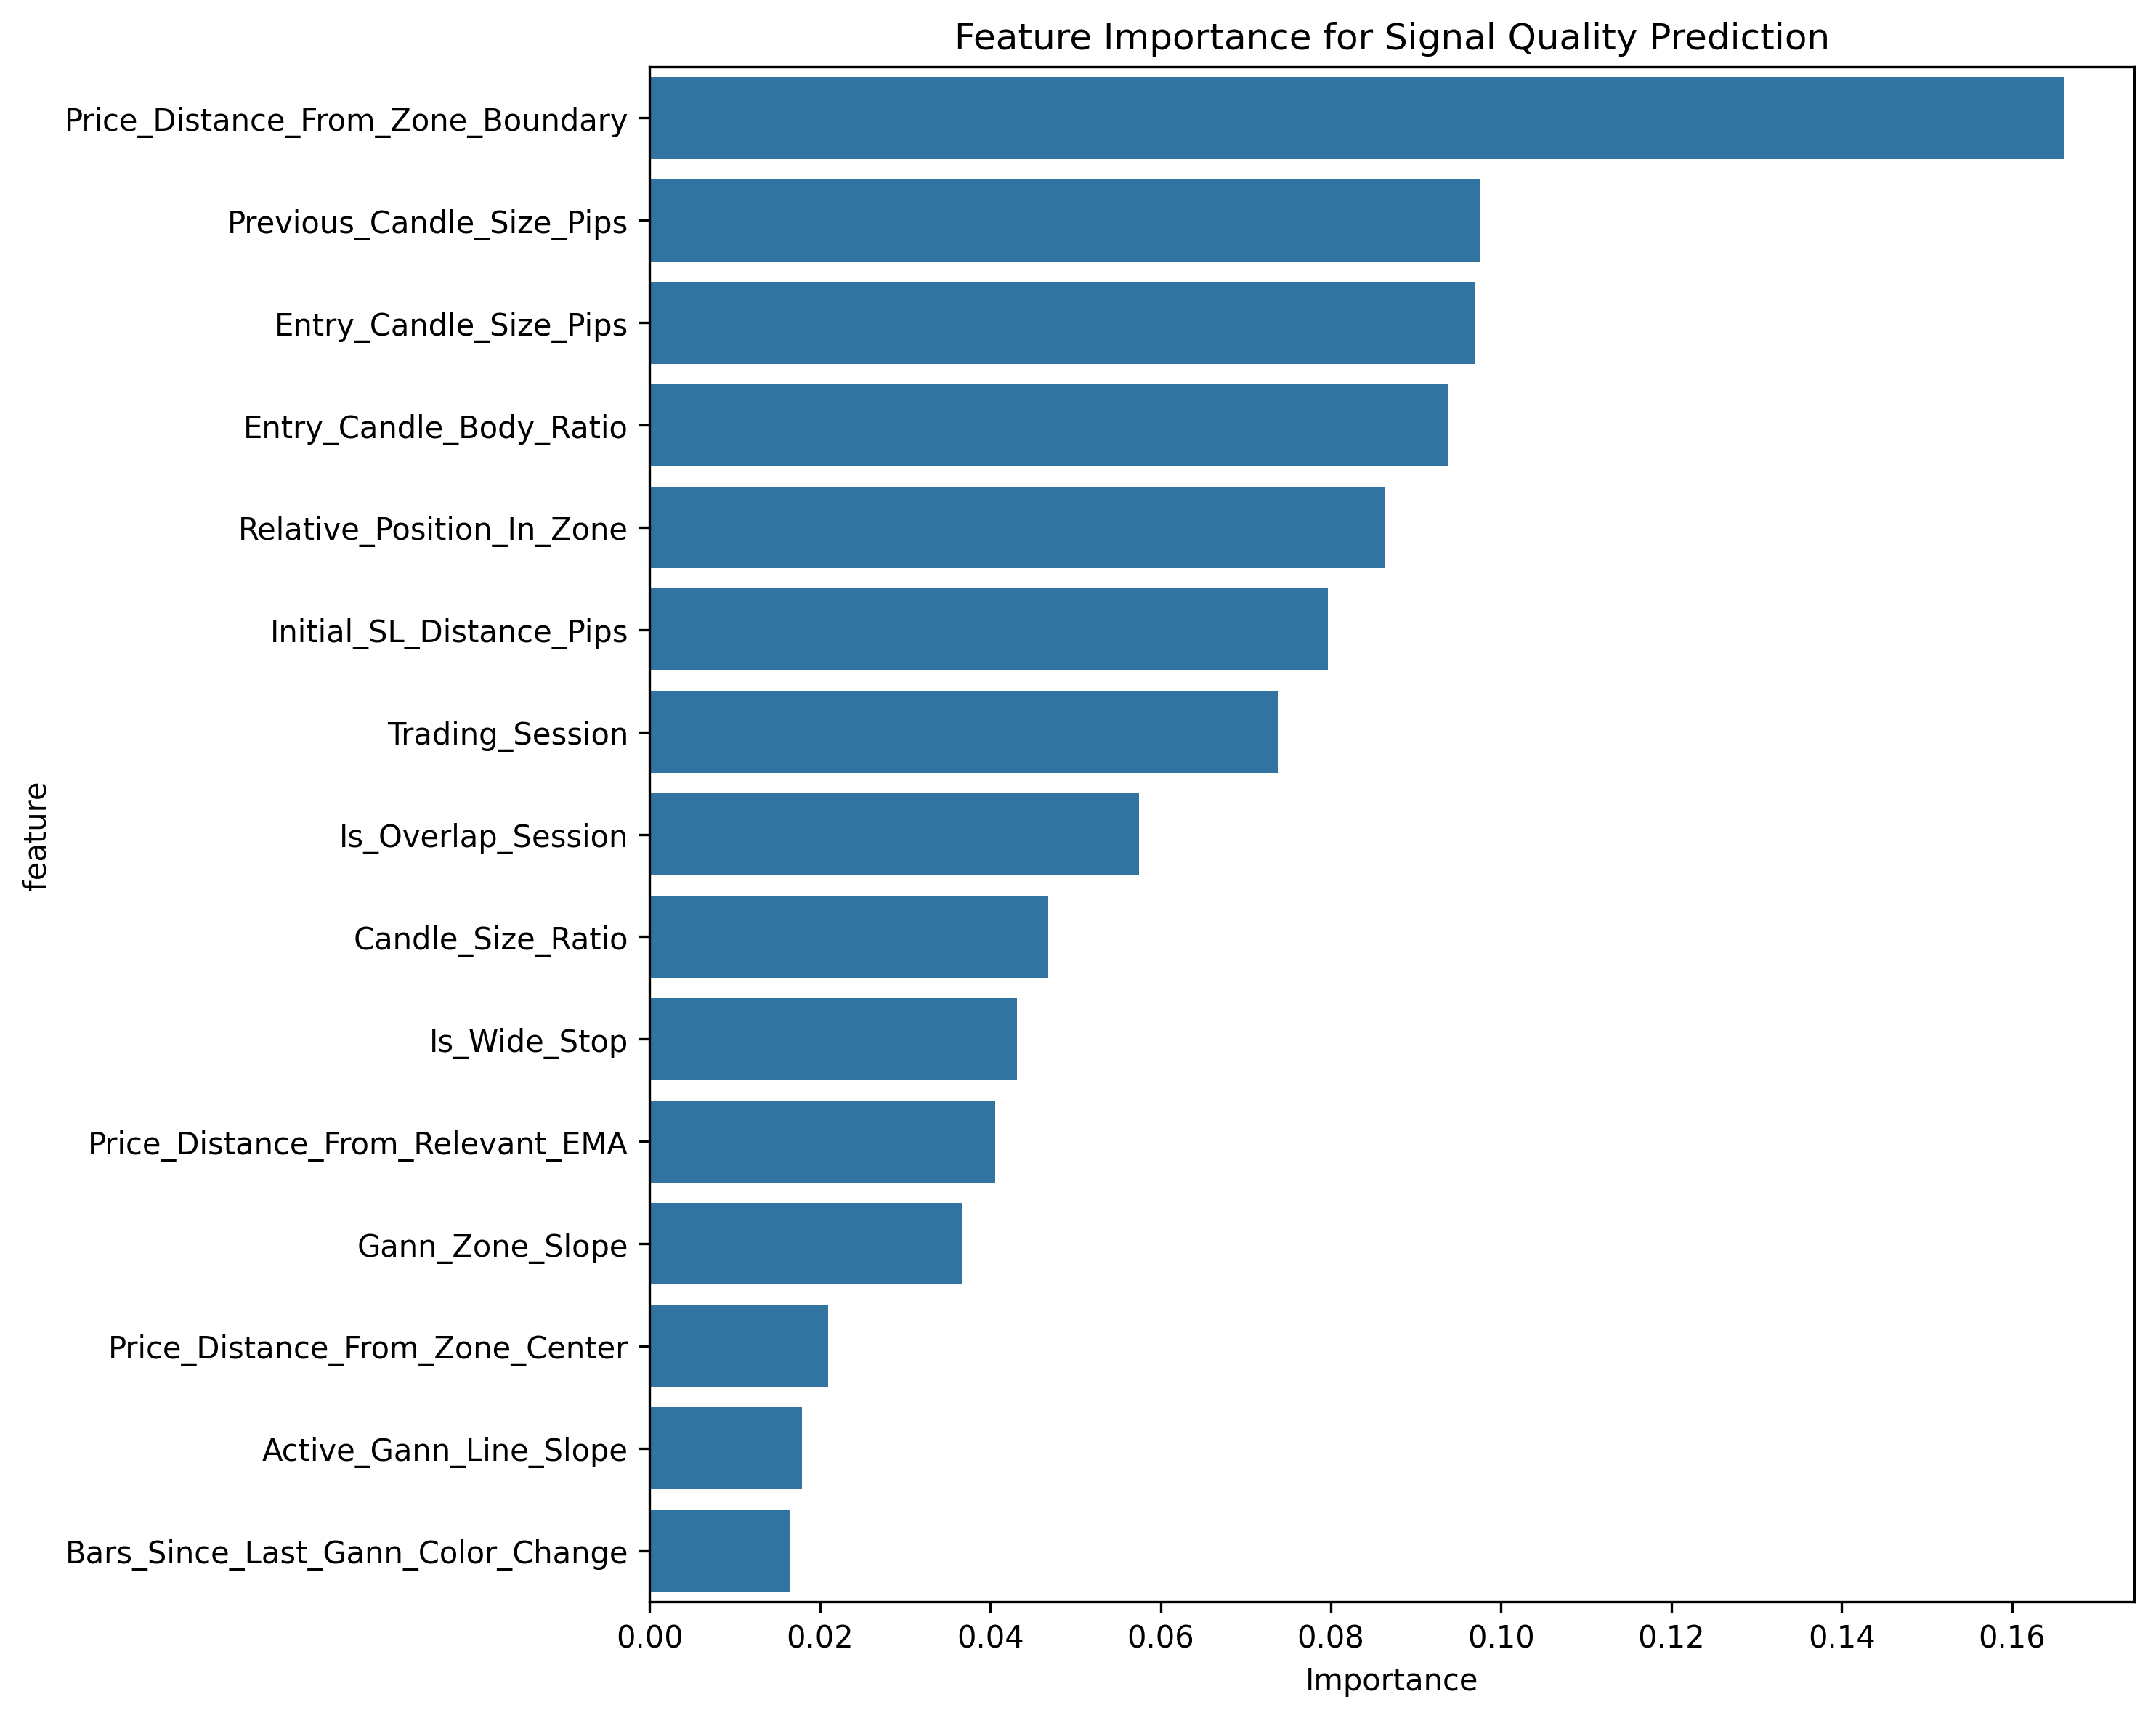 Feature Importance for Signal Quality Prediction
Price_Distance_From_Zone_Boundary
Previous_Candle_Size_Pips
Entry_Candle_Size_Pips
Entry_Candle_Body_Ratio
Relative_Position_In_Zone
Initial_SL_Distance_Pips
Trading_Session
Is_Overlap_Session
Candle_Size_Ratio
Is_Wide_Stop
Price_Distance_From_Relevant_EMA
Gann_Zone_Slope
Price_Distance_From_Zone_Center
Active_Gann_Line_Slope
Bars_Since_Last_Gann_Color_Change
feature
0.00 0.02 0.04 0.06 0.08 0.10 0.12 0.14 0.16
Importance